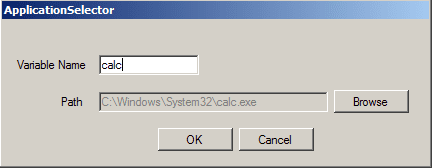 ApplicationSelector
Variable Name calc
Path C:\Windows\System32\calc.exe Browse
OK Cancel